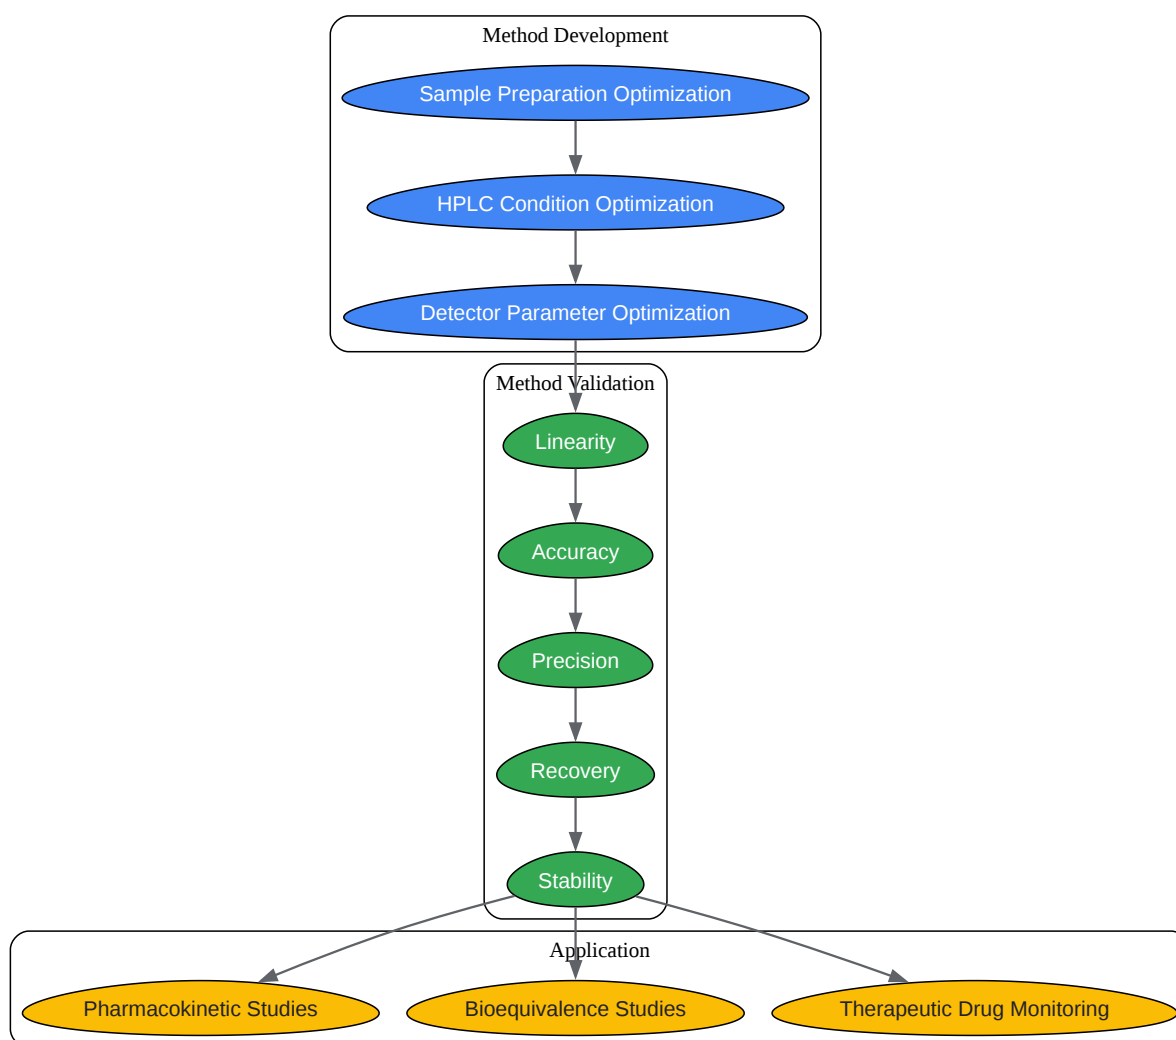 Method Development
Sample Preparation Optimization
HPLC Condition Optimization
Detector Parameter Optimization
Method Validation
Linearity
Accuracy
Precision
Recovery
Stability
Application
Pharmacokinetic Studies
Bioequivalence Studies
Therapeutic Drug Monitoring